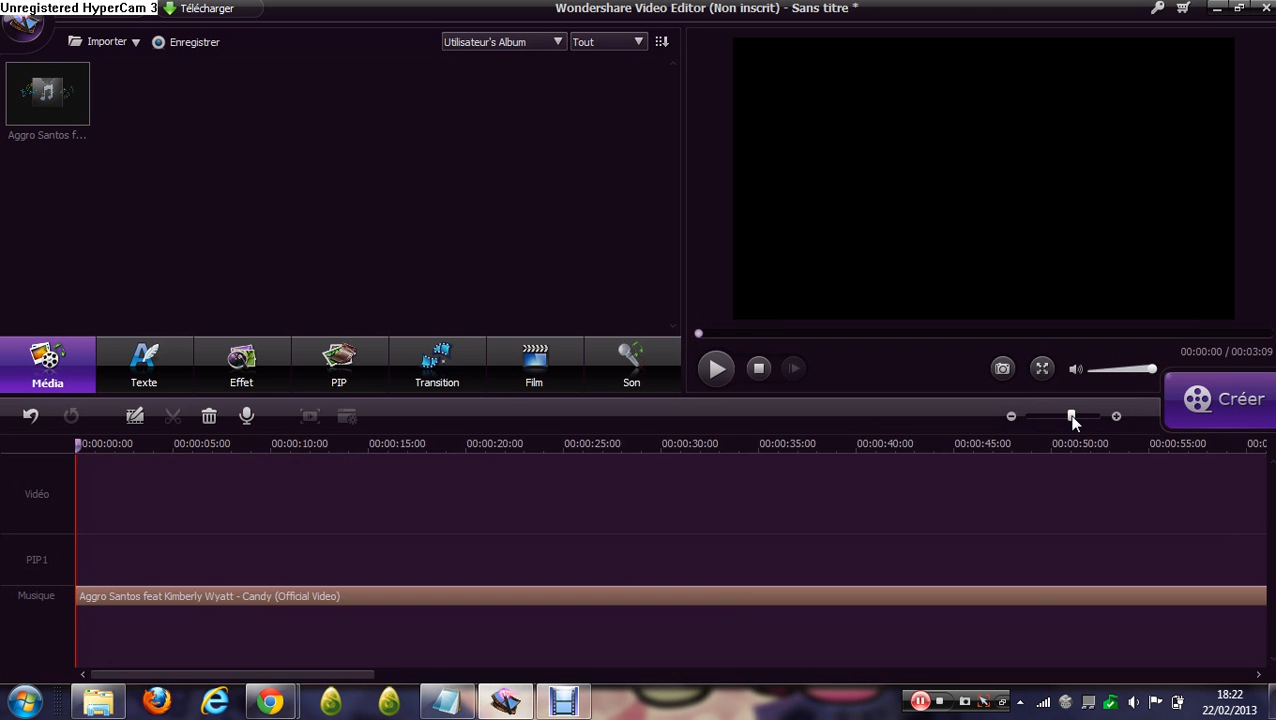 Unregistered HyperCam 3
Télécharger
Wondershare Video Editor (Non inscrit) - Sans titre *
Importer
Enregistrer
Utilisateur's Album
Tout
Aggro Santos f...
00:00:00 / 00:03:09
Média
Texte
Effet
PIP
Transition
Film
Son
Créer
00:00:00:00
00:00:05:00
00:00:10:00
00:00:15:00
00:00:20:00
00:00:25:00
00:00:30:00
00:00:35:00
00:00:40:00
00:00:45:00
00:00:50:00
00:00:55:00
Vidéo
PIP1
Musique
Aggro Santos feat Kimberly Wyatt - Candy (Official Video)
18:22
22/02/2013